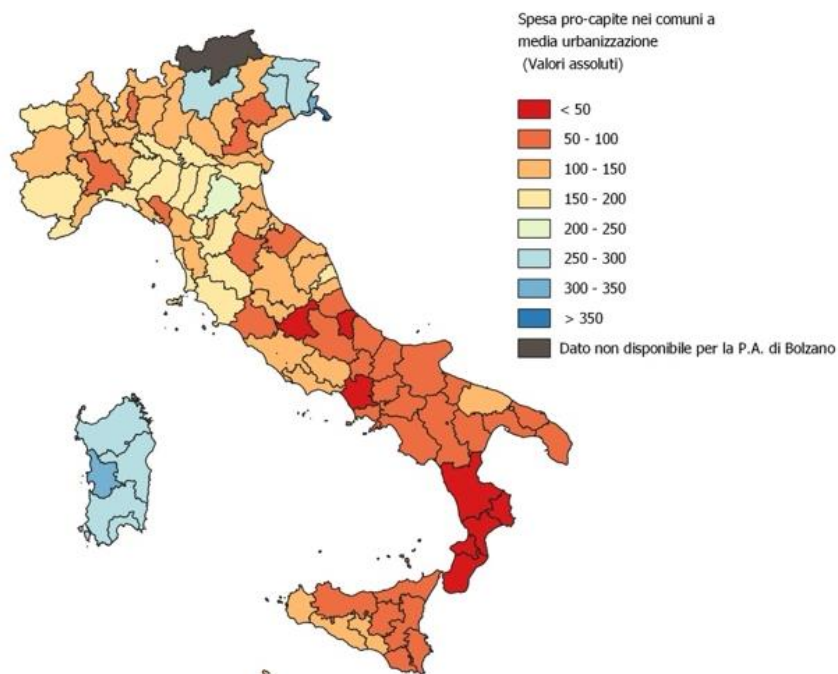 Spesa pro-capite nei comuni a
media urbanizzazione
(Valori assoluti)
< 50
50 - 100
100 - 150
150 - 200
200 - 250
250 - 300
300 - 350
> 350
Dato non disponibile per la P.A. di Bolzano